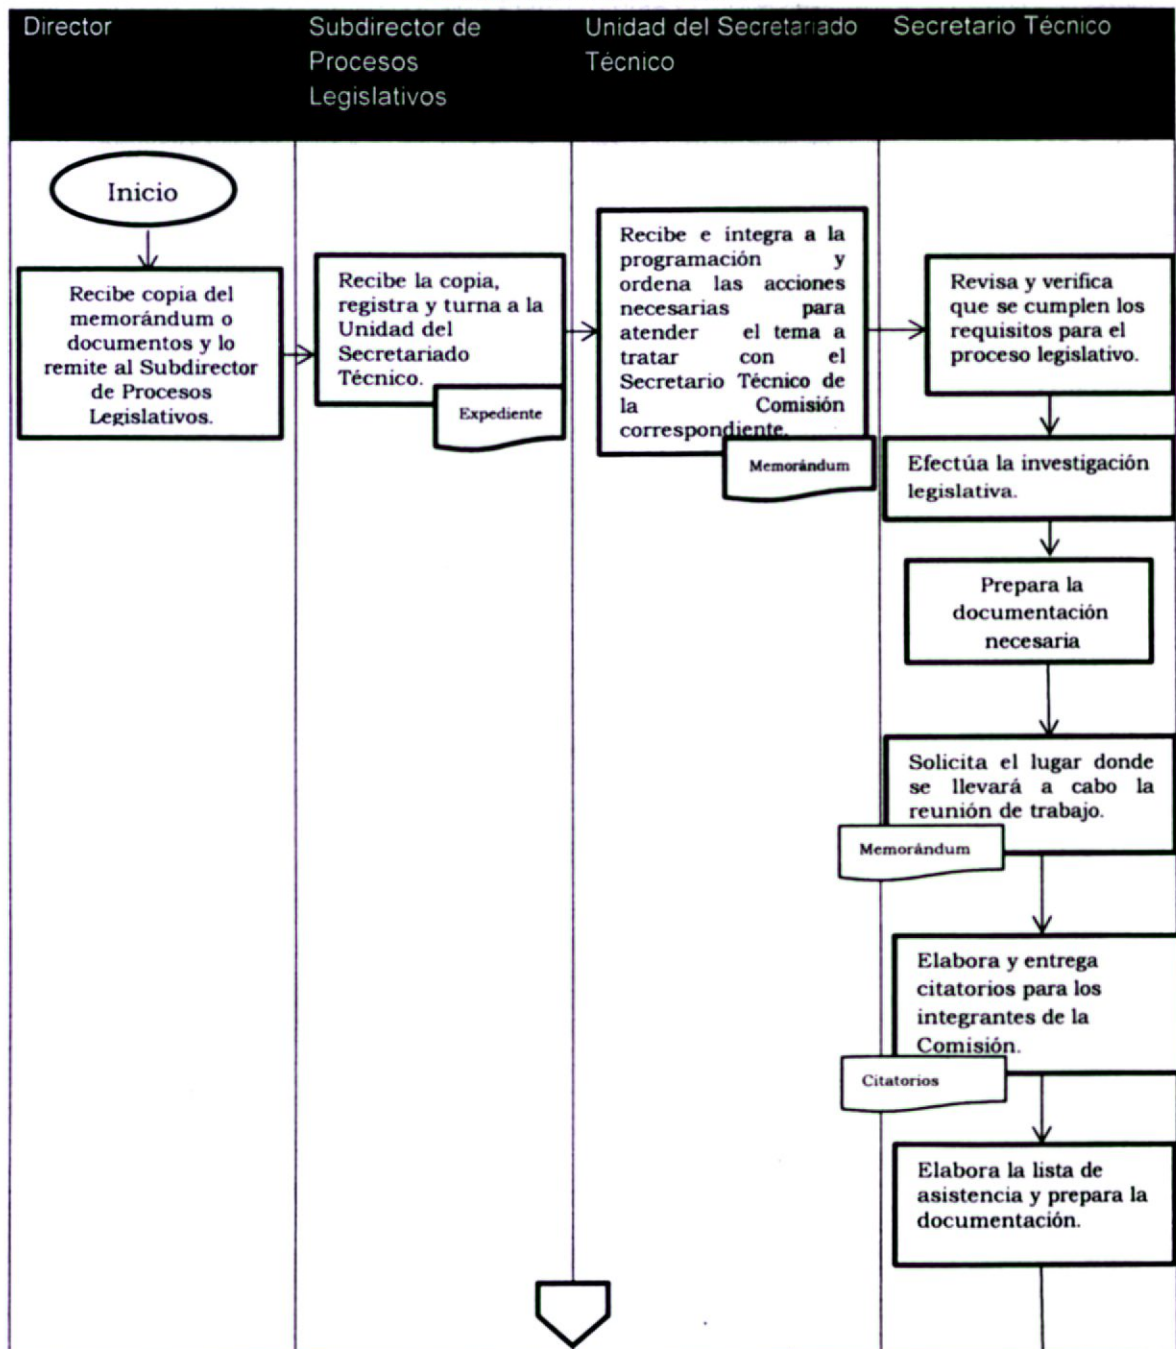 Director
Subdirector de
Procesos
Legislativos
Unidad del Secretariado
Técnico
Secretario Técnico
Inicio
Recibe copia del
memorándum o
documentos y lo
remite al Subdirector
de Procesos
Legislativos.
Recibe la copia,
registra y turna a la
Unidad del
Secretariado
Técnico.
Expediente
Recibe e integra a la
programación y
ordena las acciones
necesarias para
atender el tema a
tratar con el
Secretario Técnico de
la Comisión
correspondiente.
Memorándum
Revisa y verifica
que se cumplen los
requisitos para el
proceso legislativo.
Efectúa la investigación
legislativa.
Prepara la
documentación
necesaria
Solicita el lugar donde
se llevará a cabo la
reunión de trabajo.
Memorándum
Elabora y entrega
citatorios para los
integrantes de la
Comisión.
Citatorios
Elabora la lista de
asistencia y prepara la
documentación.